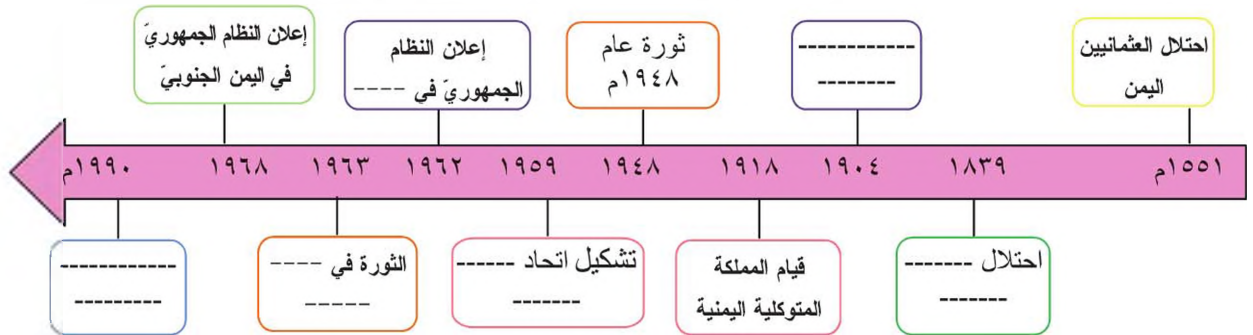 احتلال العثمانيين
اليمن
------------
--------
ثورة عام
١٩٤٨م
إعلان النظام
الجمهوريّ في ----
إعلان النظام الجمهوريّ
في اليمن الجنوبيّ
١٥٥١م ١٨٣٩ ١٩٠٤ ١٩١٨ ١٩٤٨ ١٩٥٩ ١٩٦٢ ١٩٦٣ ١٩٦٨ ١٩٩٠م
احتلال -------
-------
قيام المملكة
المتوكلية اليمنية
تشكيل اتحاد ------
-------
الثورة في ----
-----
------------
---------